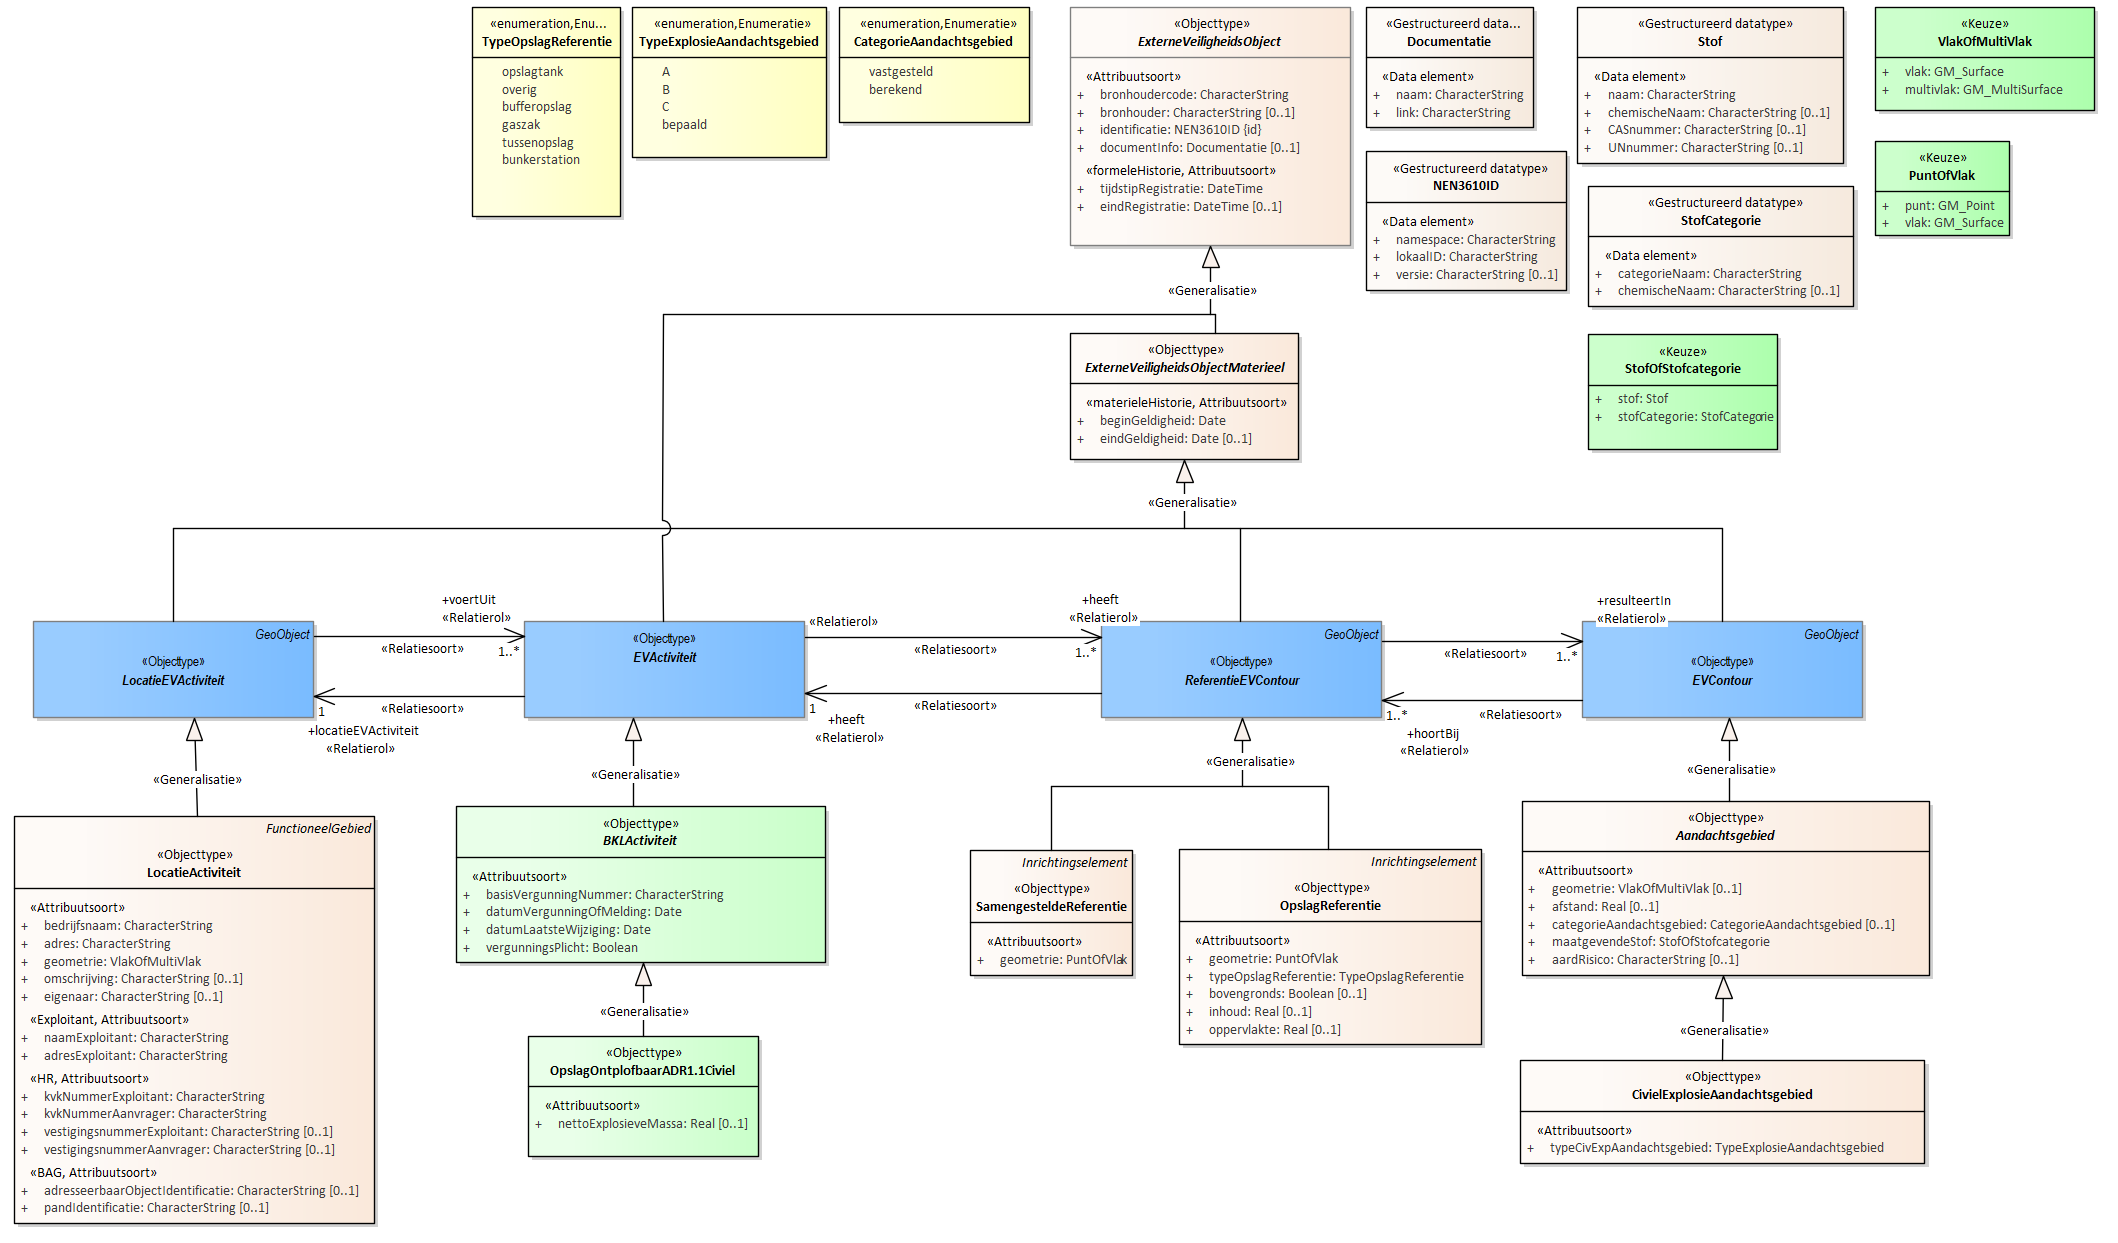 «enumeration,Enu...
TypeOpslagReferentie
opslagtank
overig
bufferopslag
gaszak
tussenopslag
bunkerstation
«enumeration,Enumeratie»
TypeExplosieAandachtsgebied
A
B
C
bepaald
«enumeration,Enumeratie»
CategorieAandachtsgebied
vastgesteld
berekend
«Objecttype»
ExterneVeiligheidsObject
«Attribuutsoort»
+ bronhoudercode: CharacterString
+ bronhouder: CharacterString [0..1]
+ identificatie: NEN3610ID {id}
+ documentInfo: Documentatie [0..1]
«formeleHistorie, Attribuutsoort»
+ tijdstipRegistratie: DateTime
+ eindRegistratie: DateTime [0..1]
«Gestructureerd data...
Documentatie
«Data element»
+ naam: CharacterString
+ link: CharacterString
«Gestructureerd datatype»
NEN3610ID
«Data element»
+ namespace: CharacterString
+ lokaalID: CharacterString
+ versie: CharacterString [0..1]
«Gestructureerd datatype»
Stof
«Data element»
+ naam: CharacterString
+ chemischeNaam: CharacterString [0..1]
+ CASnummer: CharacterString [0..1]
+ UNnummer: CharacterString [0..1]
«Gestructureerd datatype»
StofCategorie
«Data element»
+ categorieNaam: CharacterString
+ chemischeNaam: CharacterString [0..1]
«Keuze»
StofOfStofcategorie
+ stof: Stof
+ stofCategorie: StofCategorie
«Keuze»
VlakOfMultiVlak
+ vlak: GM_Surface
+ multivlak: GM_MultiSurface
«Keuze»
PuntOfVlak
+ punt: GM_Point
+ vlak: GM_Surface
«Generalisatie»
«Objecttype»
ExterneVeiligheidsObjectMaterieel
«materieleHistorie, Attribuutsoort»
+ beginGeldigheid: Date
+ eindGeldigheid: Date [0..1]
«Generalisatie»
GeoObject
«Objecttype»
LocatieEVActiviteit
+voertUit
«Relatierol»
«Relatiesoort»
1..*
«Relatiesoort»
1
+locatieEVActiviteit
«Relatierol»
«Objecttype»
EVActiviteit
«Relatierol»
+heeft
«Relatierol»
«Relatiesoort»
1..*
«Relatiesoort»
1
+heeft
«Relatierol»
GeoObject
«Objecttype»
ReferentieEVContour
+resulteertIn
«Relatierol»
«Relatiesoort»
1..*
«Relatiesoort»
1..*
+hoortBij
«Relatierol»
GeoObject
«Objecttype»
EVContour
«Generalisatie»
FunctioneelGebied
«Objecttype»
LocatieActiviteit
«Attribuutsoort»
+ bedrijfsnaam: CharacterString
+ adres: CharacterString
+ geometrie: VlakOfMultiVlak
+ omschrijving: CharacterString [0..1]
+ eigenaar: CharacterString [0..1]
«Exploitant, Attribuutsoort»
+ naamExploitant: CharacterString
+ adresExploitant: CharacterString
«HR, Attribuutsoort»
+ kvkNummerExploitant: CharacterString
+ kvkNummerAanvrager: CharacterString
+ vestigingsnummerExploitant: CharacterString [0..1]
+ vestigingsnummerAanvrager: CharacterString [0..1]
«BAG, Attribuutsoort»
+ adresseerbaarObjectIdentificatie: CharacterString [0..1]
+ pandIdentificatie: CharacterString [0..1]
«Generalisatie»
«Objecttype»
BKLActiviteit
«Attribuutsoort»
+ basisVergunningNummer: CharacterString
+ datumVergunningOfMelding: Date
+ datumLaatsteWijziging: Date
+ vergunningsPlicht: Boolean
«Generalisatie»
«Objecttype»
OpslagOntplofbaarADR1.1Civiel
«Attribuutsoort»
+ nettoExplosieveMassa: Real [0..1]
«Generalisatie»
Inrichtingselement
«Objecttype»
SamengesteldeReferentie
«Attribuutsoort»
+ geometrie: PuntOfVlak
Inrichtingselement
«Objecttype»
OpslagReferentie
«Attribuutsoort»
+ geometrie: PuntOfVlak
+ typeOpslagReferentie: TypeOpslagReferentie
+ bovengronds: Boolean [0..1]
+ inhoud: Real [0..1]
+ oppervlakte: Real [0..1]
«Generalisatie»
«Objecttype»
Aandachtsgebied
«Attribuutsoort»
+ geometrie: VlakOfMultiVlak [0..1]
+ afstand: Real [0..1]
+ categorieAandachtsgebied: CategorieAandachtsgebied [0..1]
+ maatgevendeStof: StofOfStofcategorie
+ aardRisico: CharacterString [0..1]
«Generalisatie»
«Objecttype»
CivielExplosieAandachtsgebied
«Attribuutsoort»
+ typeCivExpAandachtsgebied: TypeExplosieAandachtsgebied